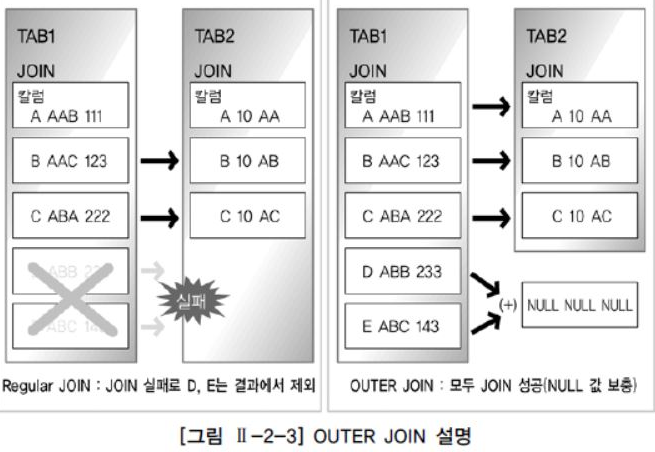 TAB1
JOIN
칼럼
A AAB 111
B AAC 123
C ABA 222
ABB
ABC
TAB2
JOIN
칼럼
A 10 AA
B 10 AB
C 10 AC
실패
Regular JOIN : JOIN 실패로 D, E는 결과에서 제외
TAB1
JOIN
칼럼
A AAB 111
B AAC 123
C ABA 222
D ABB 233
E ABC 143
TAB2
JOIN
칼럼
A 10 AA
B 10 AB
C 10 AC
(+)
NULL NULL NULL
OUTER JOIN : 모두 JOIN 성공(NULL 값 보충)
[그림 Ⅱ-2-3] OUTER JOIN 설명